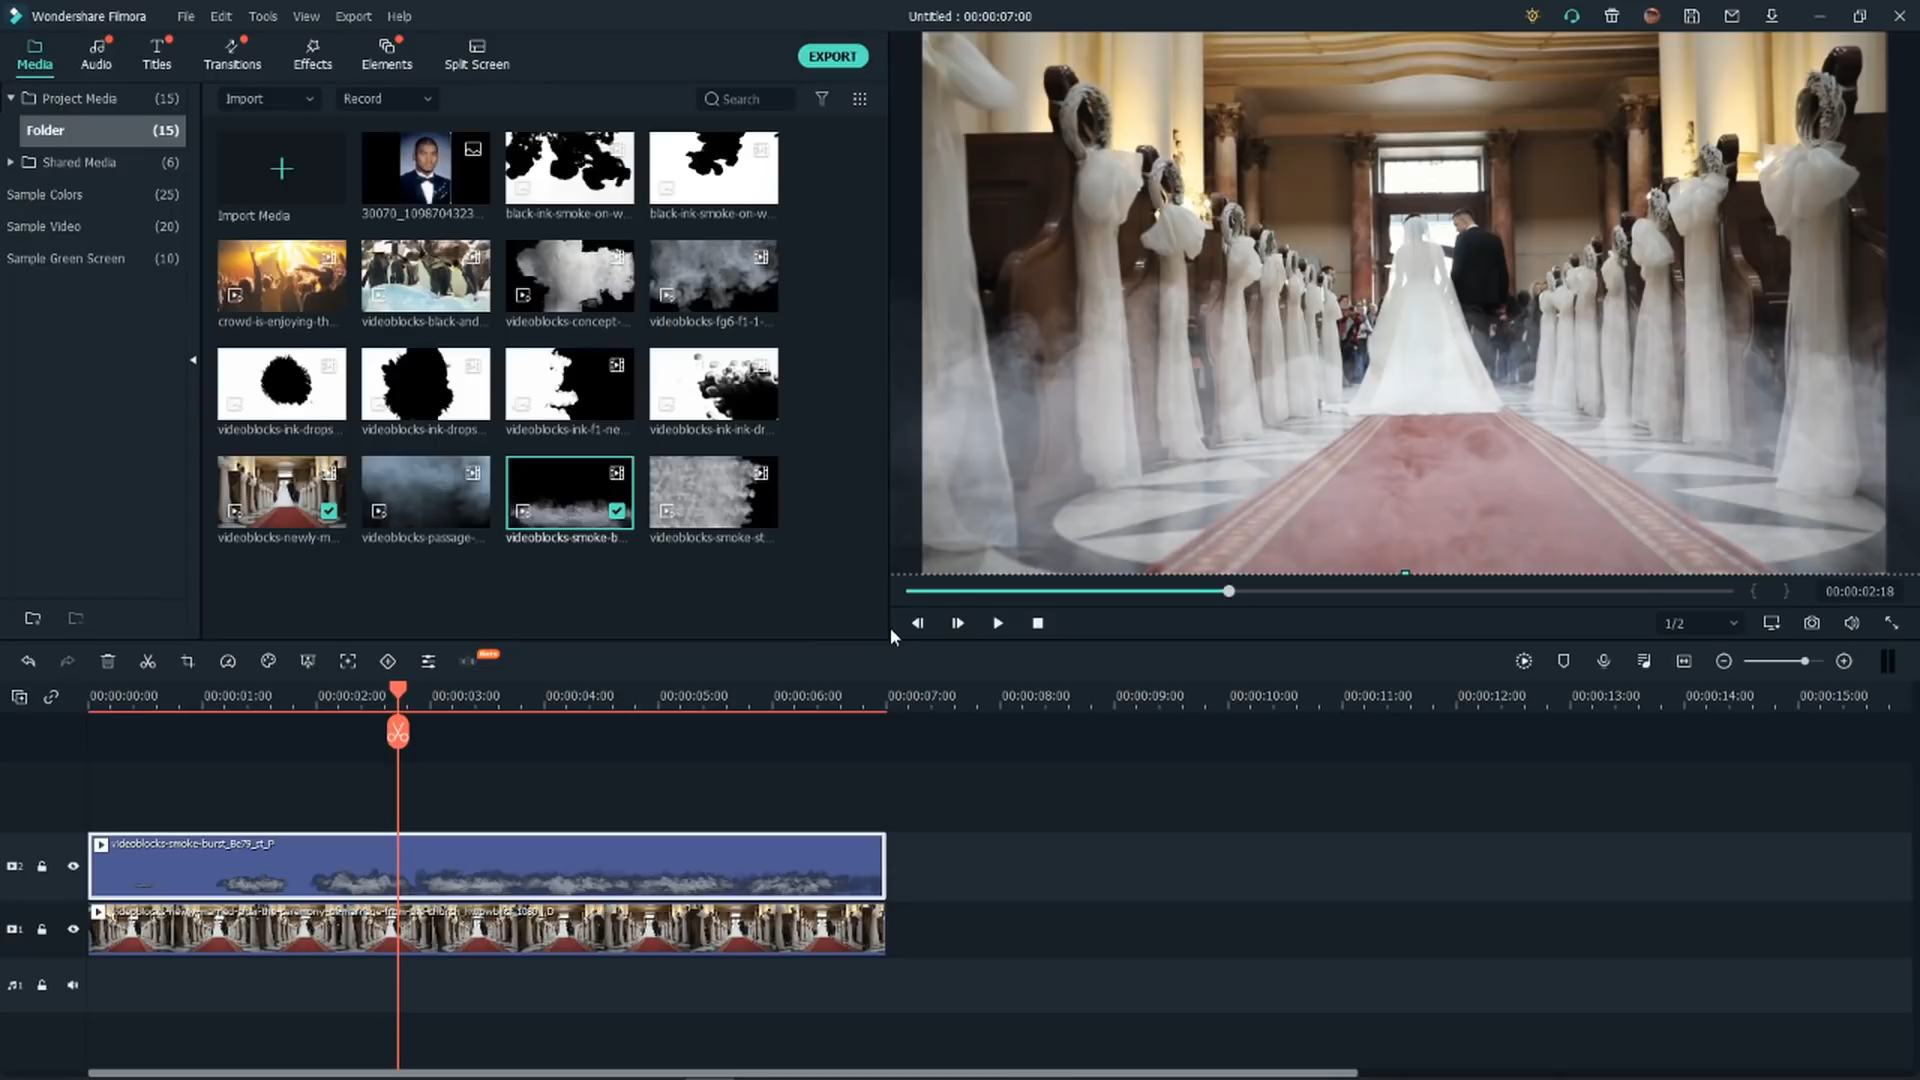 Wondershare Filmora
File
Edit
Tools
View
Export
Help
Untitled : 00:00:07:00
Media
Audio
Titles
Transitions
Effects
Elements
Split Screen
EXPORT
Project Media (15)
Import
Record
Search
Folder (15)
Shared Media (6)
Sample Colors (25)
Sample Video (20)
Sample Green Screen (10)
Import Media
30070_1098704323...
black-ink-smoke-on-w...
black-ink-smoke-on-w...
crowd-is-enjoying-th...
videoblocks-black-and...
videoblocks-concept-...
videoblocks-fg6-f1-1-...
videoblocks-ink-drops...
videoblocks-ink-drops...
videoblocks-ink-f1-ne...
videoblocks-ink-ink-dr...
videoblocks-newly-m...
videoblocks-passage-...
videoblocks-smoke-b...
videoblocks-smoke-st...
00:00:02:18
1/2
00:00:00:00
00:00:01:00
00:00:02:00
00:00:03:00
00:00:04:00
00:00:05:00
00:00:06:00
00:00:07:00
00:00:08:00
00:00:09:00
00:00:10:00
00:00:11:00
00:00:12:00
00:00:13:00
00:00:14:00
00:00:15:00
videoblocks-smoke-burst_Be79_st_P
2
1
1